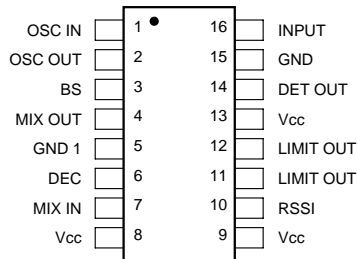 OSC IN 1 16 INPUT
OSC OUT 2 15 GND
BS 3 14 DET OUT
MIX OUT 4 13 Vcc
GND 1 5 12 LIMIT OUT
DEC 6 11 LIMIT OUT
MIX IN 7 10 RSSI
Vcc 8 9 Vcc